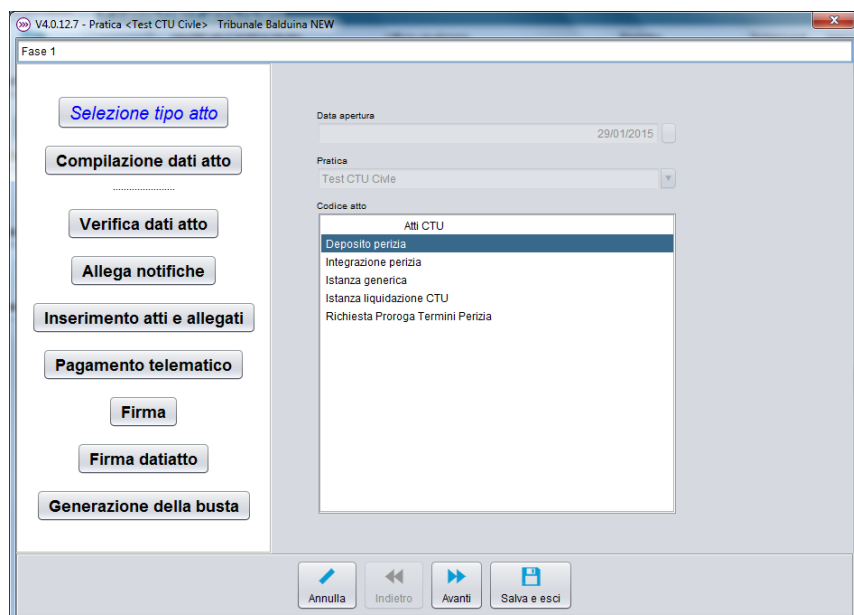 V4.0.12.7 - Pratica <Test CTU Civle> Tribunale Balduina NEW
x
Fase 1
Selezione tipo atto
Compilazione dati atto
Verifica dati atto
Allega notifiche
Inserimento atti e allegati
Pagamento telematico
Firma
Firma datiatto
Generazione della busta
Data apertura
29/01/2015
Pratica
Test CTU Civle
Codice atto
Atti CTU
Deposito perizia
Integrazione perizia
Istanza generica
Istanza liquidazione CTU
Richiesta Proroga Termini Perizia
Annulla
Indietro
Avanti
Salva e esci